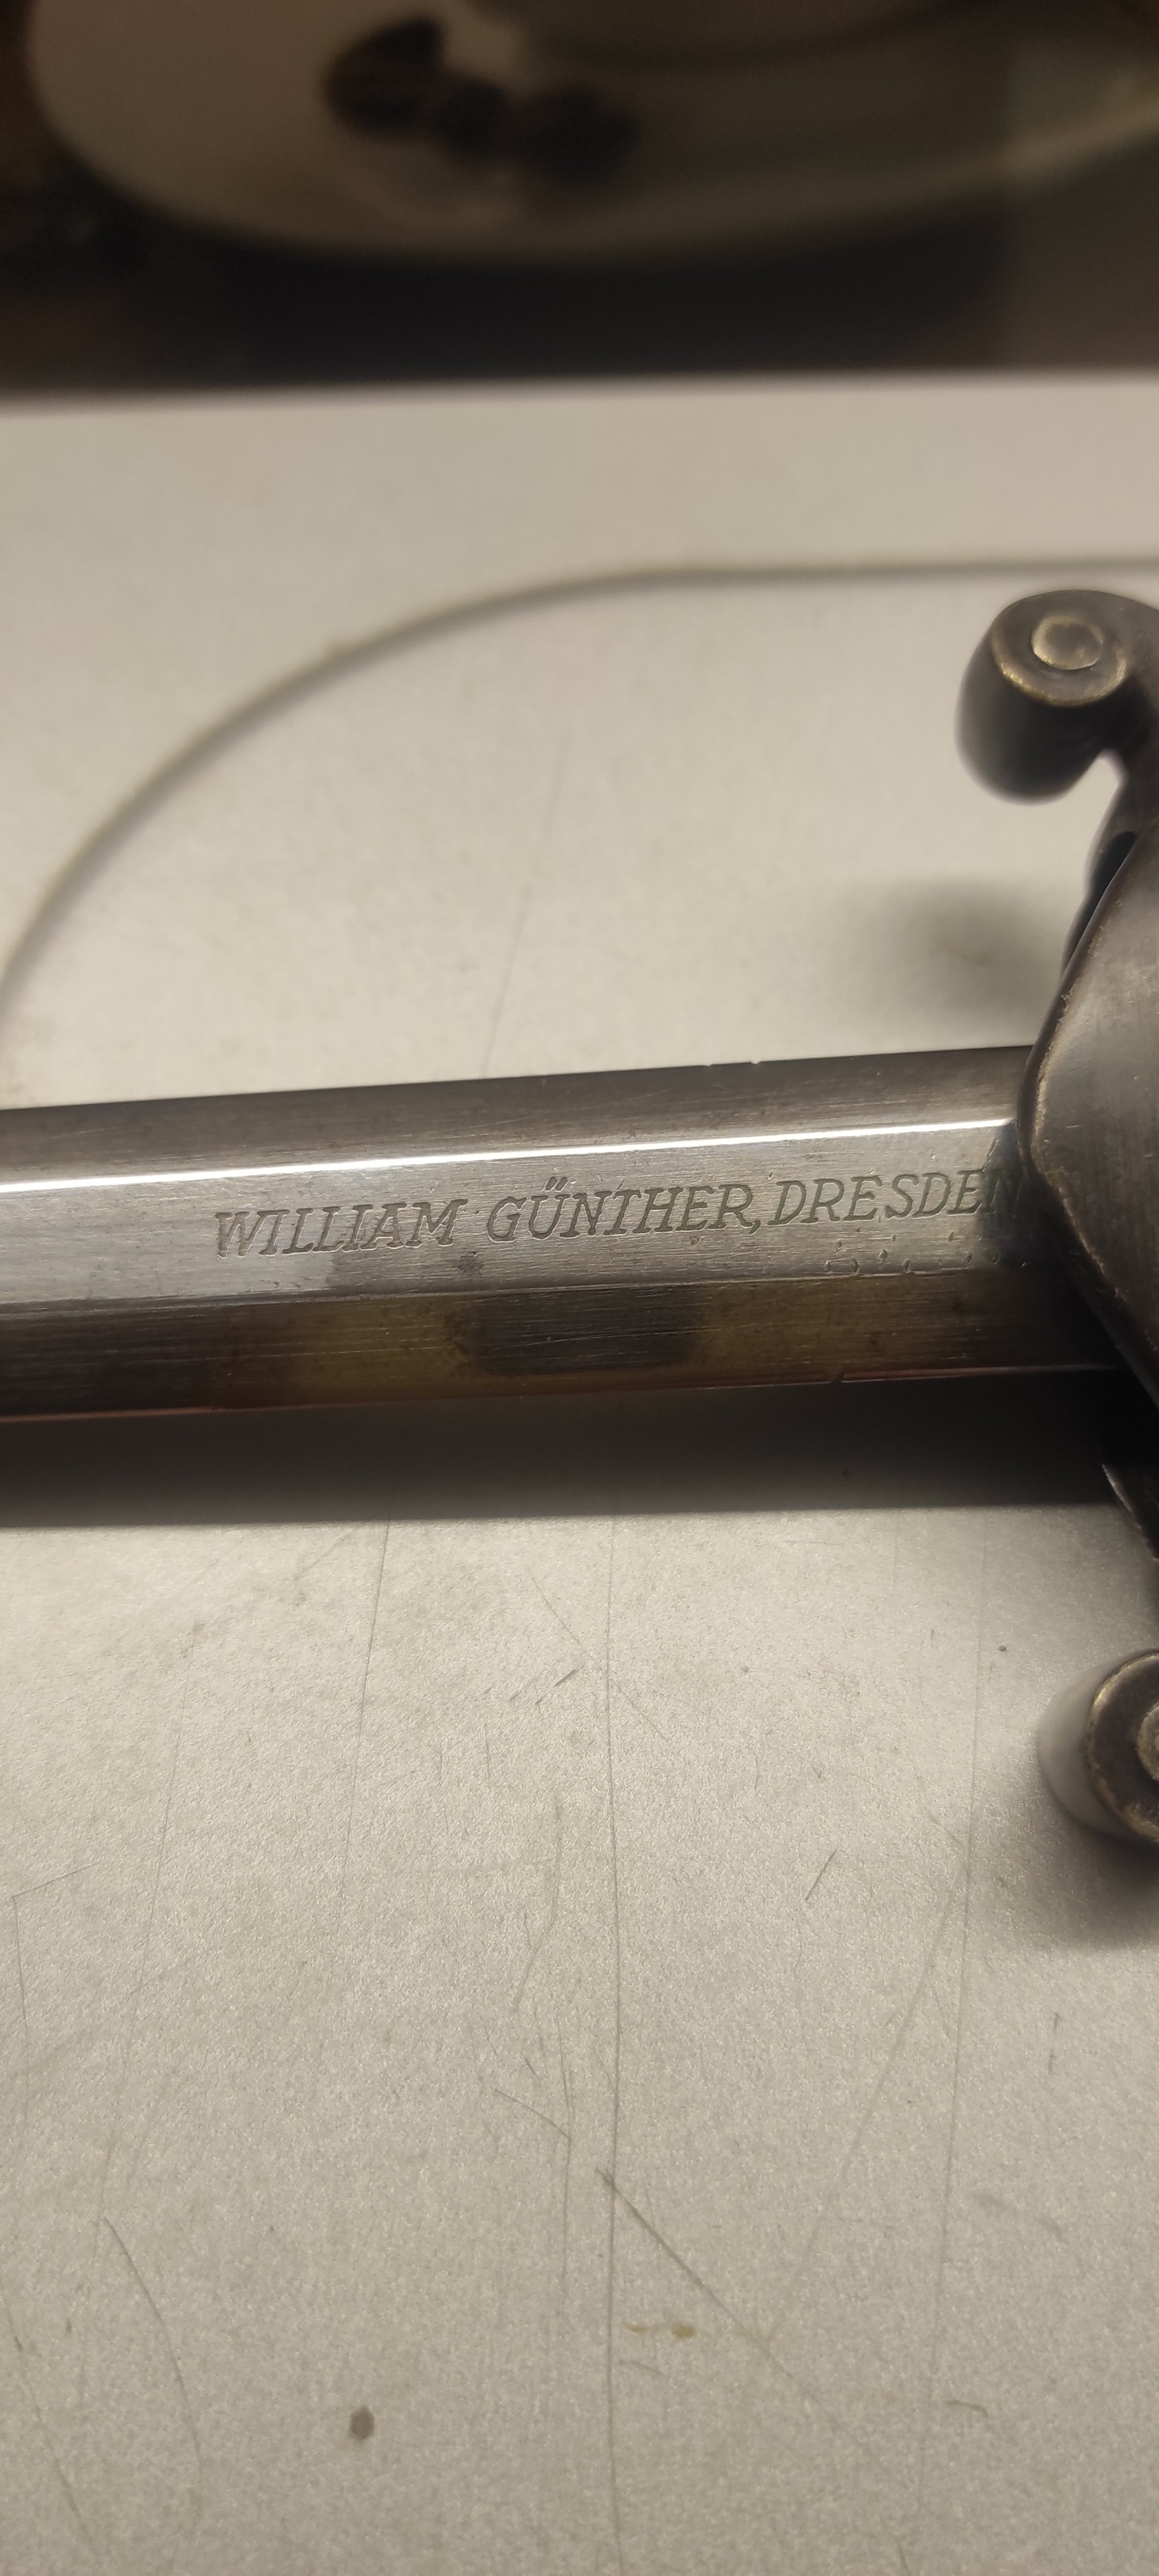 WILLIAM GÜNTHER, DRESDEN